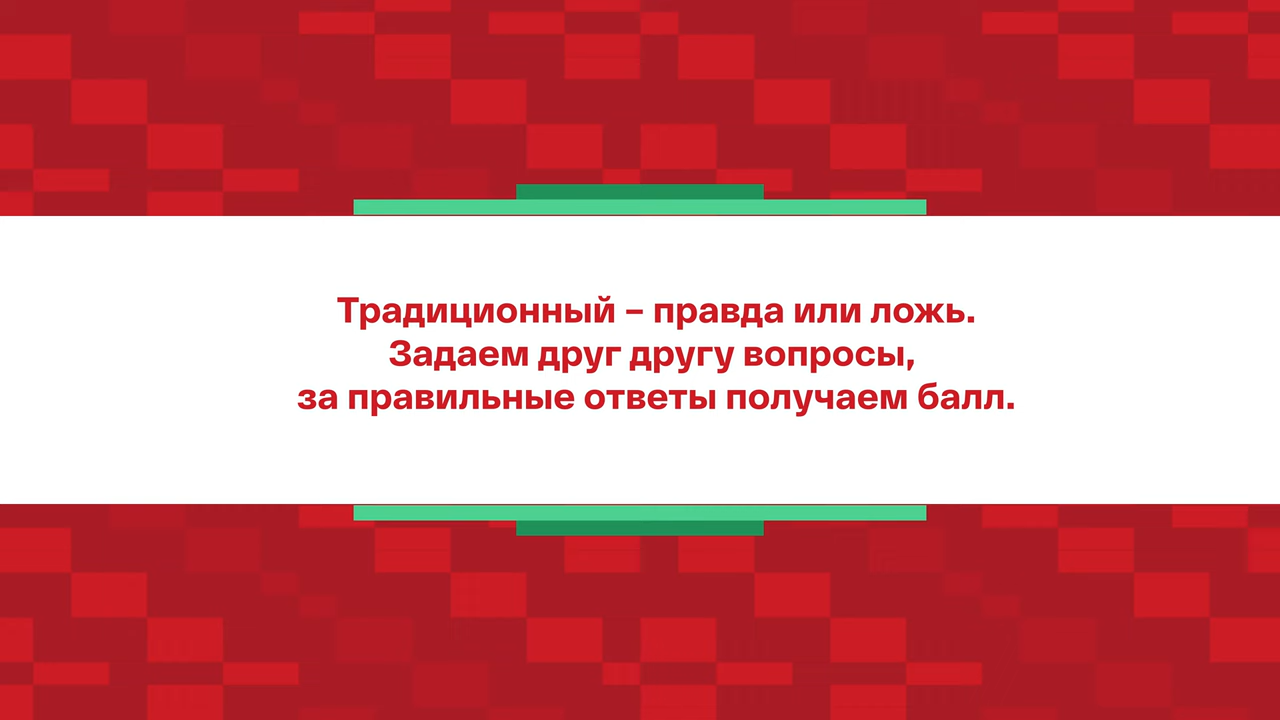 Традиционный – правда или ложь.
Задаем друг другу вопросы,
за правильные ответы получаем балл.